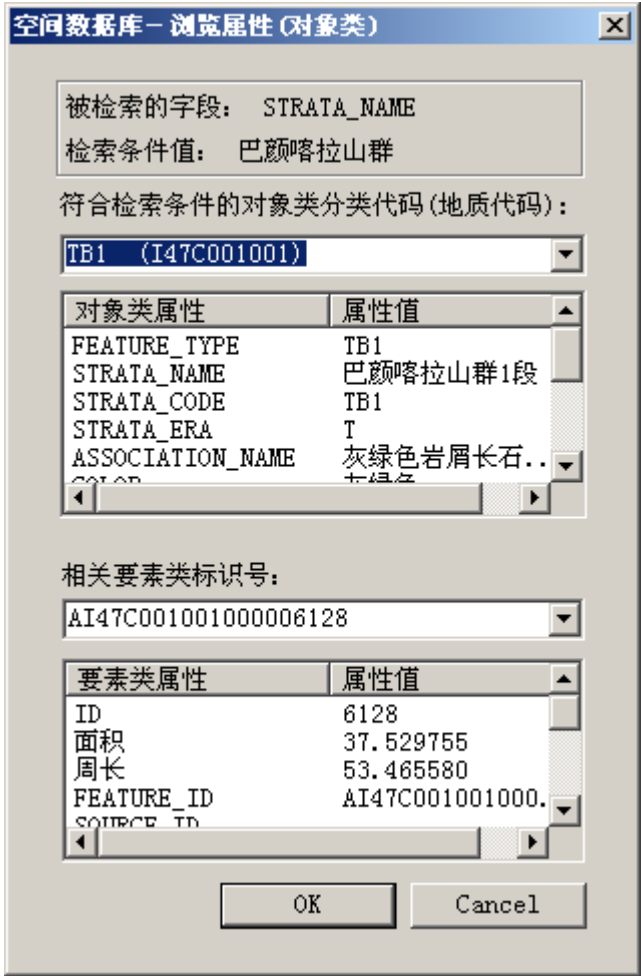 空间数据库－浏览属性(对象类)
被检索的字段： STRATA_NAME
检索条件值： 巴颜喀拉山群
符合检索条件的对象类分类代码(地质代码)：
TB1 (I47C001001)
对象类属性 属性值
FEATURE_TYPE TB1
STRATA_NAME 巴颜喀拉山群1段
STRATA_CODE TB1
STRATA_ERA T
ASSOCIATION_NAME 灰绿色岩屑长石..
COLOR 灰绿色
相关要素类标识号：
AI47C001001000006128
要素类属性 属性值
ID 6128
面积 37.529755
周长 53.465580
FEATURE_ID AI47C001001000.
SOURCE_ID
OK Cancel